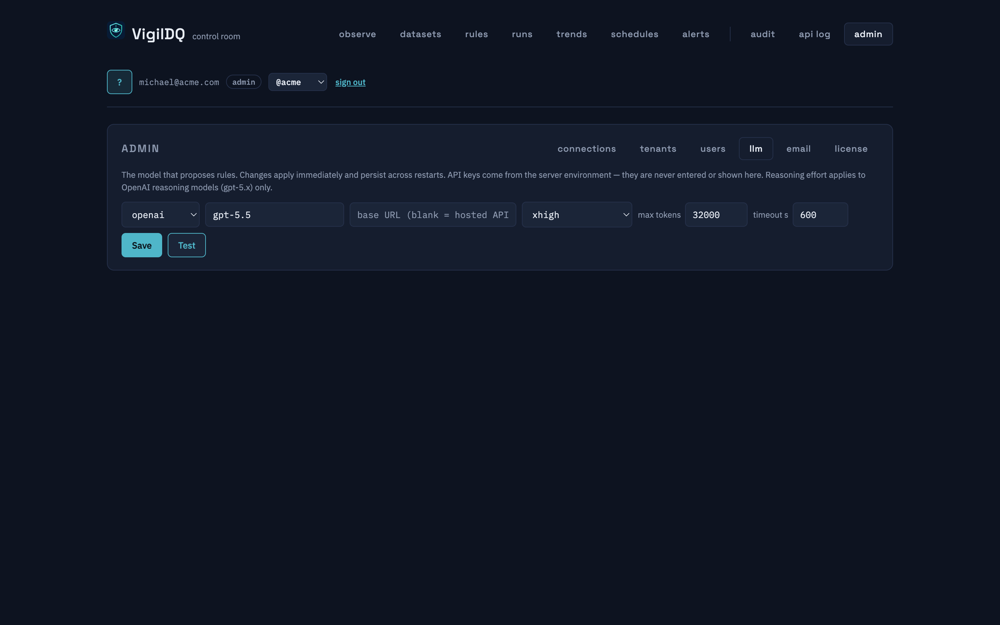 VigilDQ control room observe datasets rules runs trends schedules alerts audit api log admin
? michael@acme.com admin @acme sign out
ADMIN connections tenants users llm email license
The model that proposes rules. Changes apply immediately and persist across restarts. API keys come from the server environment — they are never entered or shown here. Reasoning effort applies to
OpenAI reasoning models (gpt-5.x) only.
openai gpt-5.5 base URL (blank = hosted API xhigh max tokens 32000 timeout s 600
Save Test